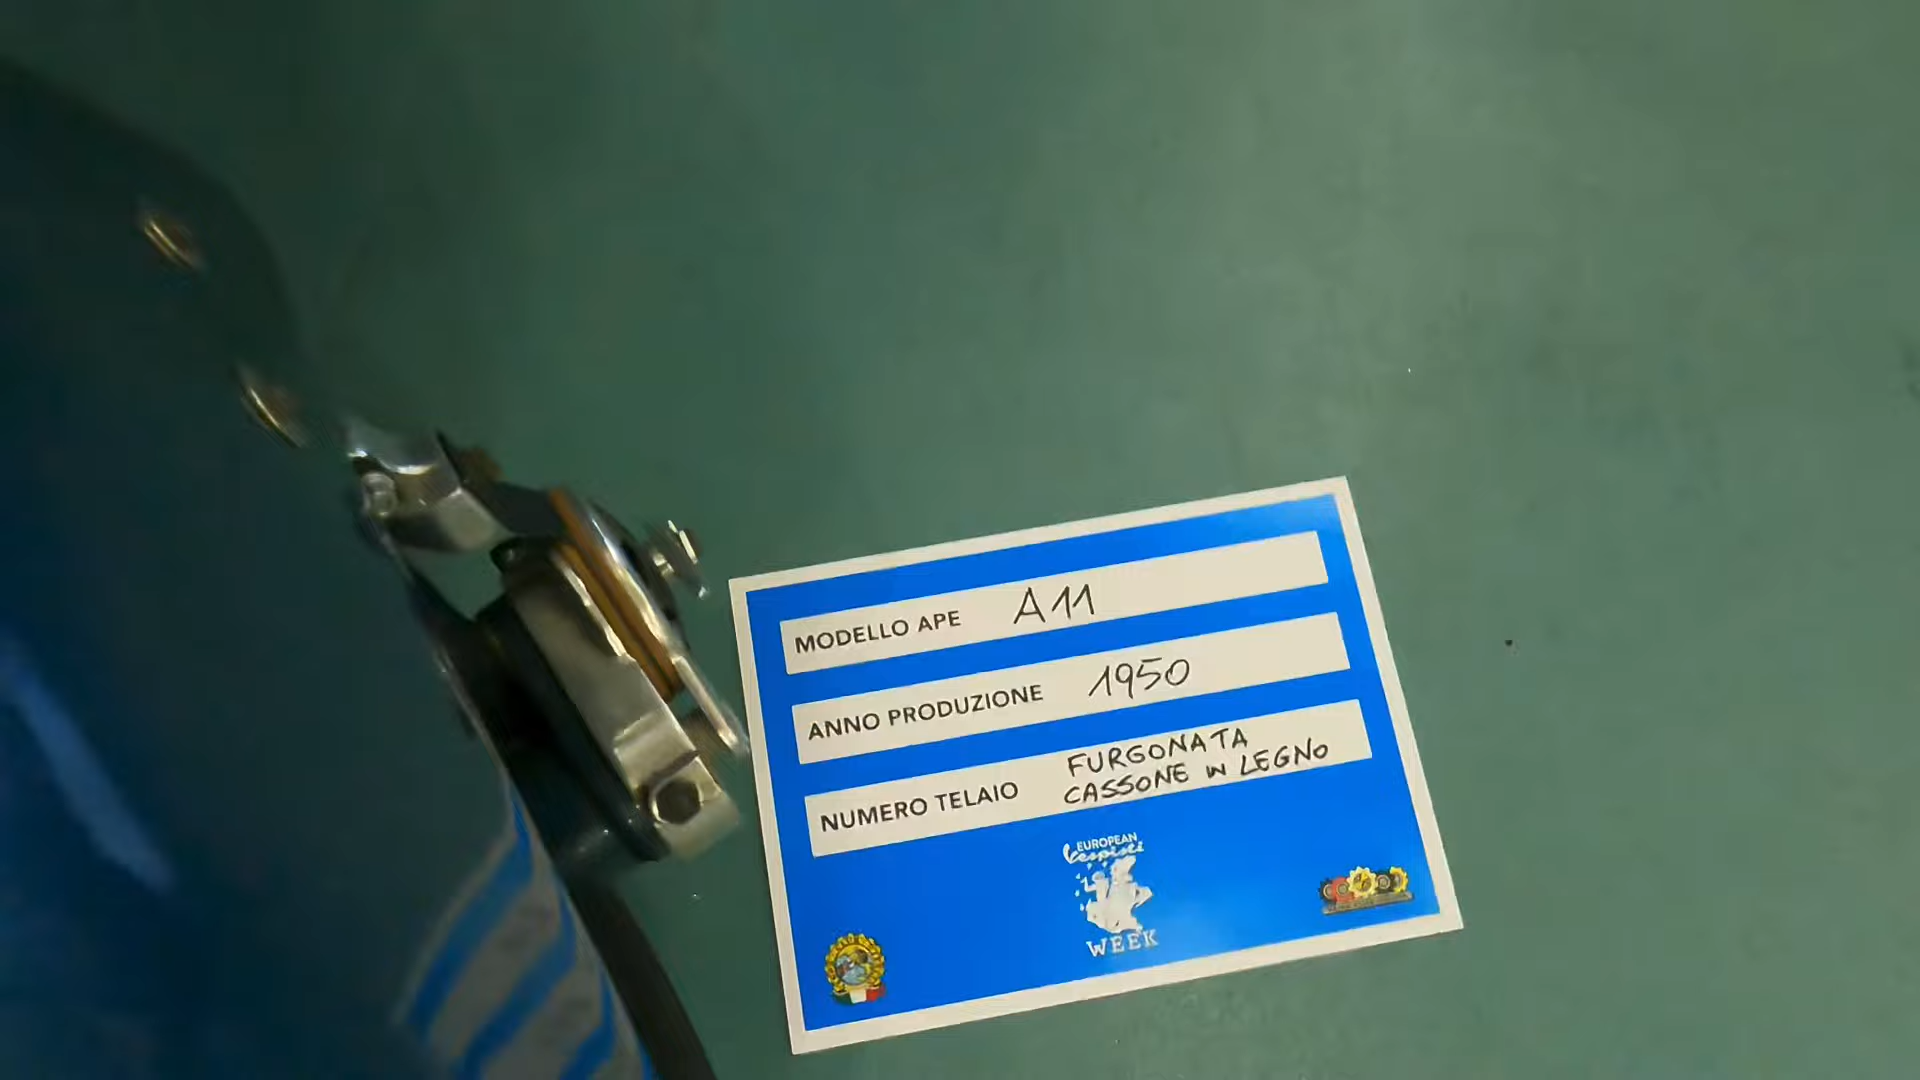 MODELLO APE A11
ANNO PRODUZIONE 1950
NUMERO TELAIO FURGONATA
CASSONE IN LEGNO
EUROPEAN
Vespisti
WEEK